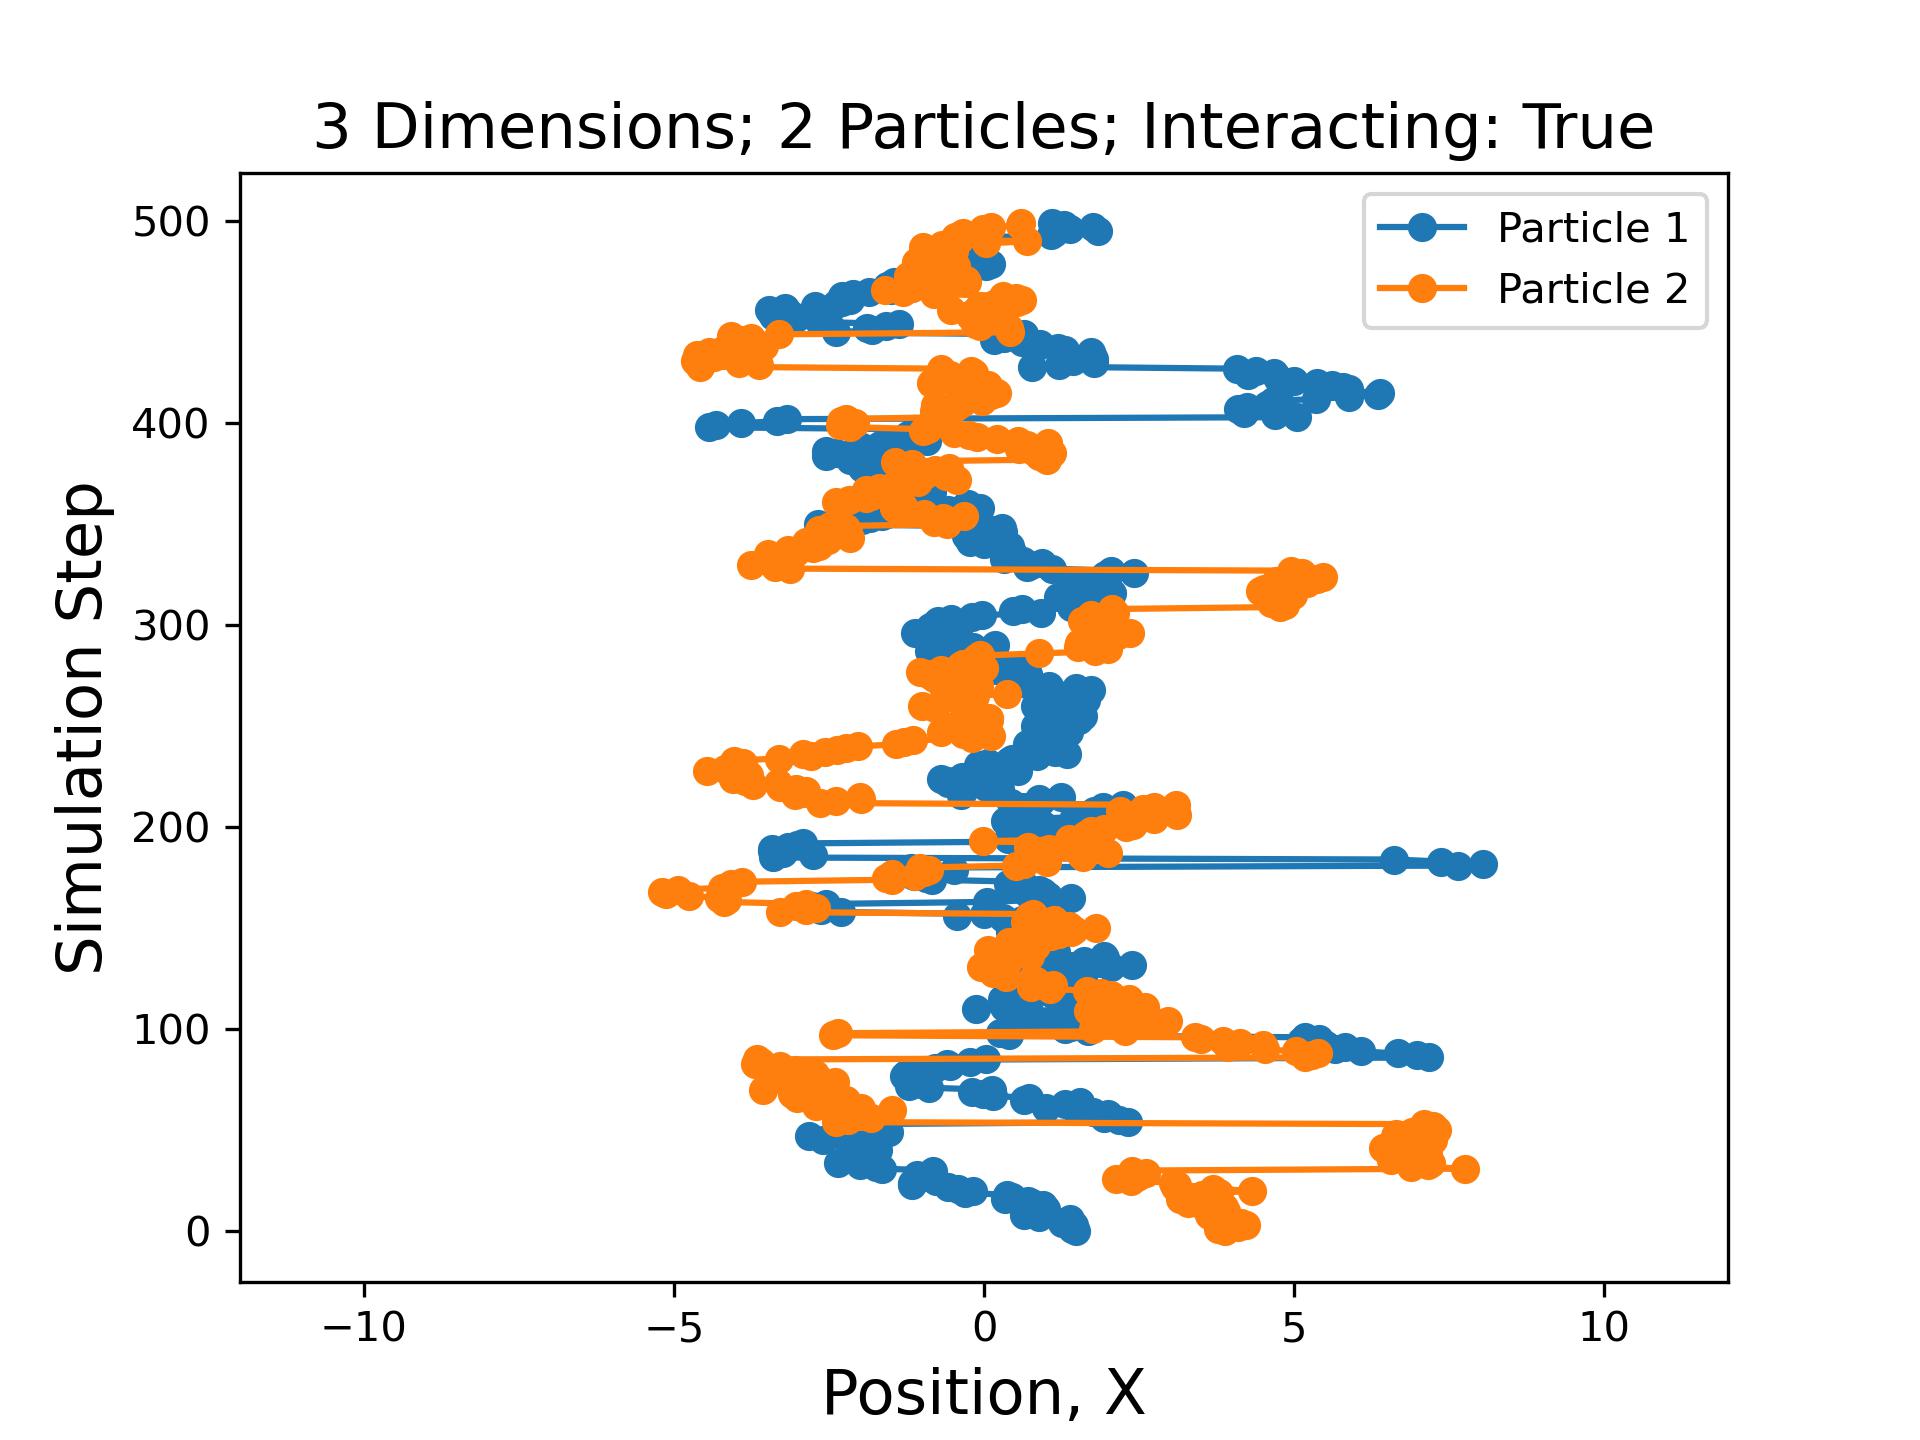 3 Dimensions; 2 Particles; Interacting: True
Particle 1
Particle 2
500
400
300
200
100
0
Simulation Step
−10
−5
0
5
10
Position, X